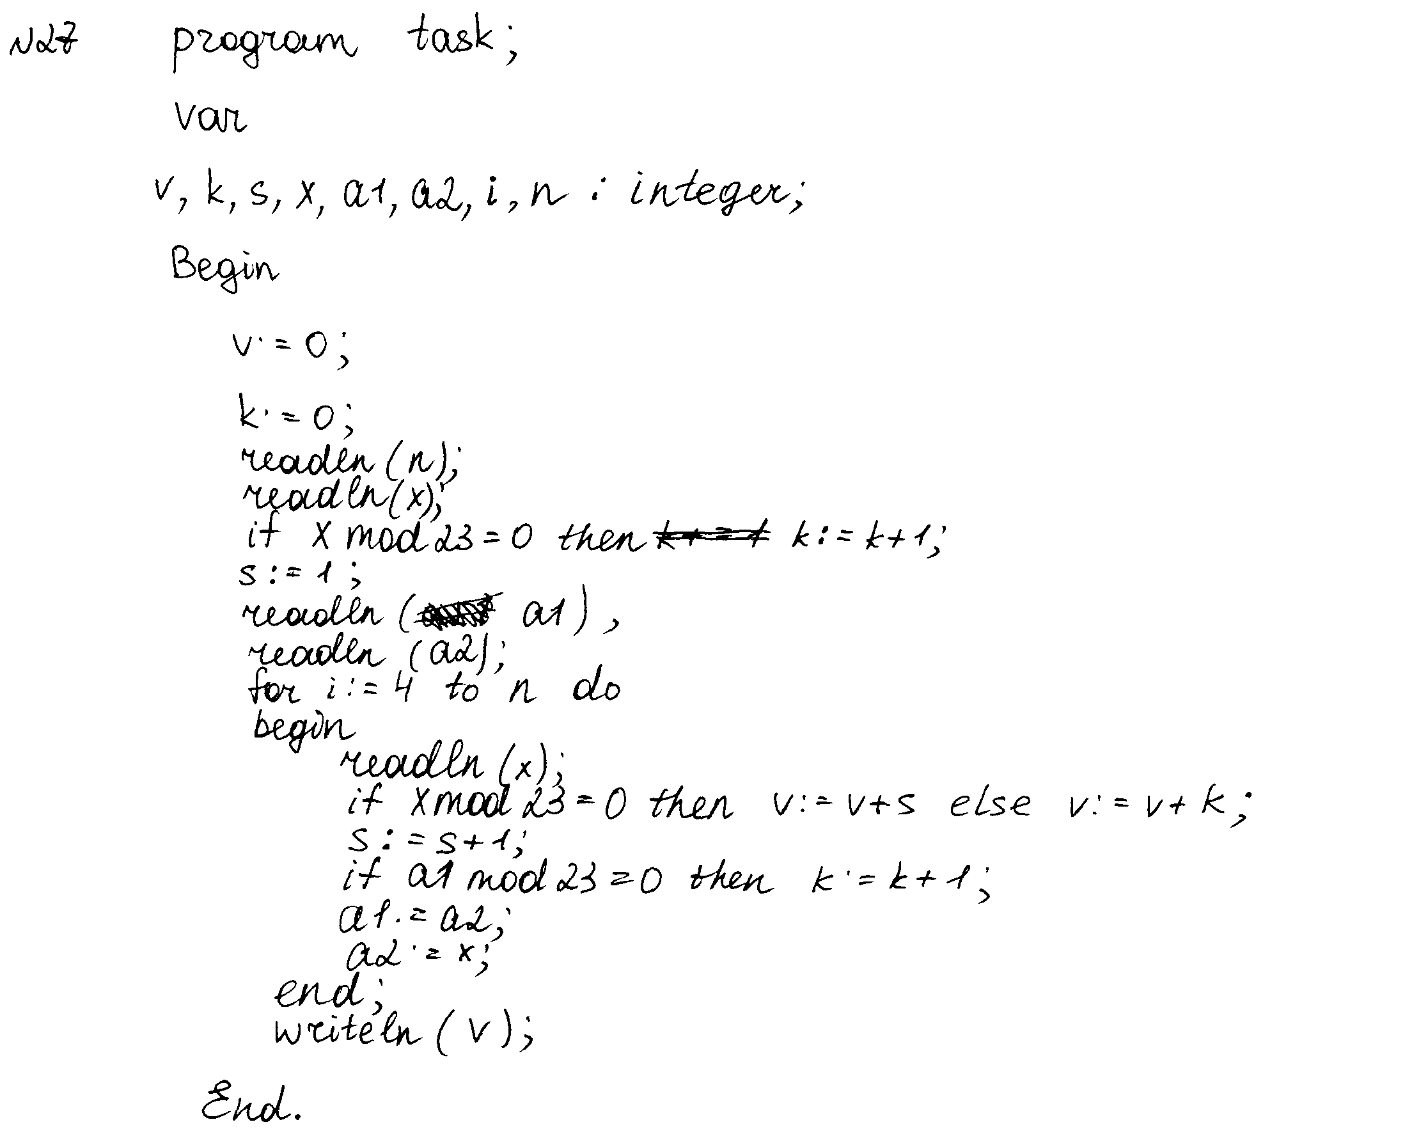 №27 program task;
var
v, k, s, x, a1, a2, i, n : integer;
Begin
v:=0;
k:=0;
readln(n);
readln(x);
if x mod 23=0 then k:=k+1;
s:=1;
readln( a1),
readln (a2);
for i:=4 to n do
begin
readln (x);
if x mod 23=0 then v:=v+s else v:=v+k;
s:=s+1;
if a1 mod 23=0 then k:=k+1;
a1:=a2;
a2:=x;
end;
writeln (v);
End.